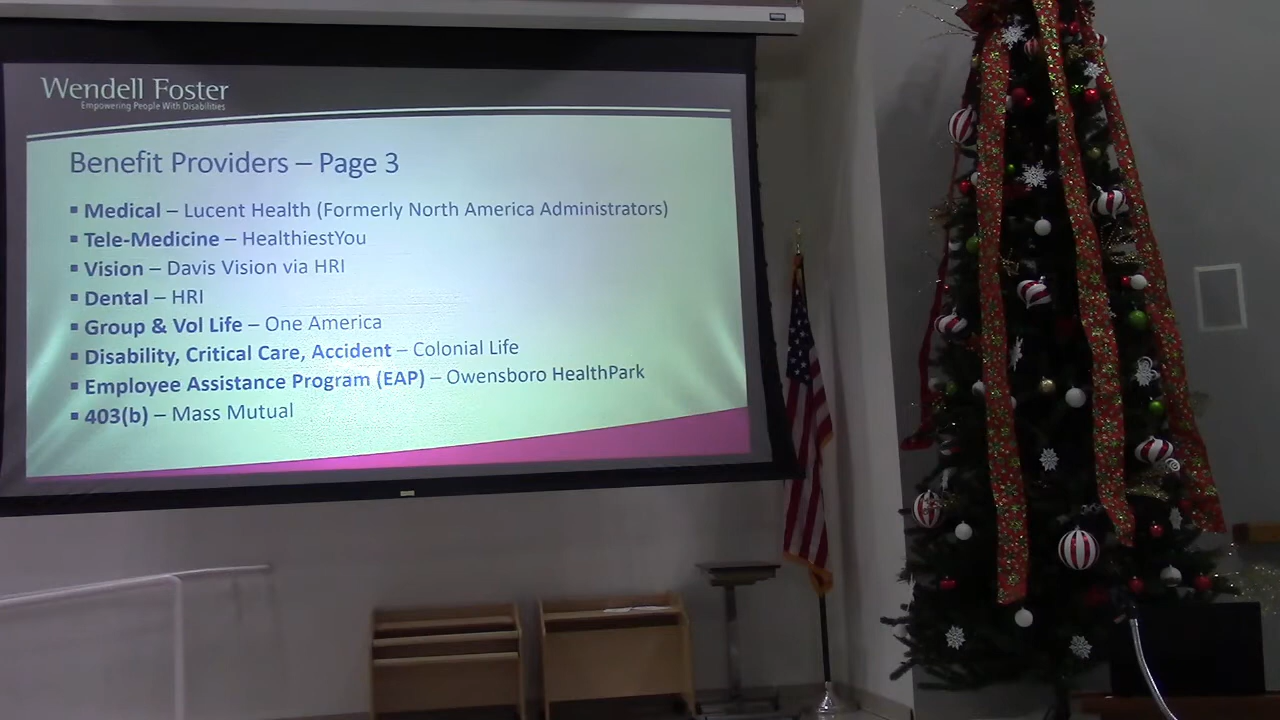 Wendell Foster
Empowering People With Disabilities
Benefit Providers – Page 3
▪ Medical – Lucent Health (Formerly North America Administrators)
▪ Tele-Medicine – HealthiestYou
▪ Vision – Davis Vision via HRI
▪ Dental – HRI
▪ Group & Vol Life – One America
▪ Disability, Critical Care, Accident – Colonial Life
▪ Employee Assistance Program (EAP) – Owensboro HealthPark
▪ 403(b) – Mass Mutual